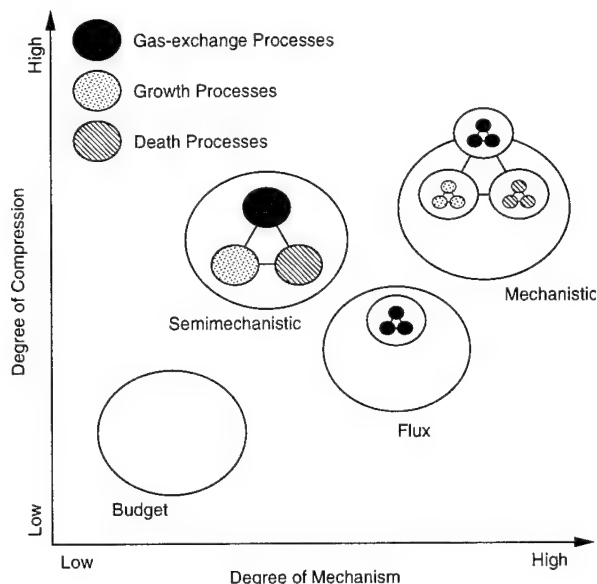 High
Gas-exchange Processes
Growth Processes
Death Processes
Degree of Compression
Mechanistic
Semimechanistic
Flux
Budget
Low
Low
High
Degree of Mechanism